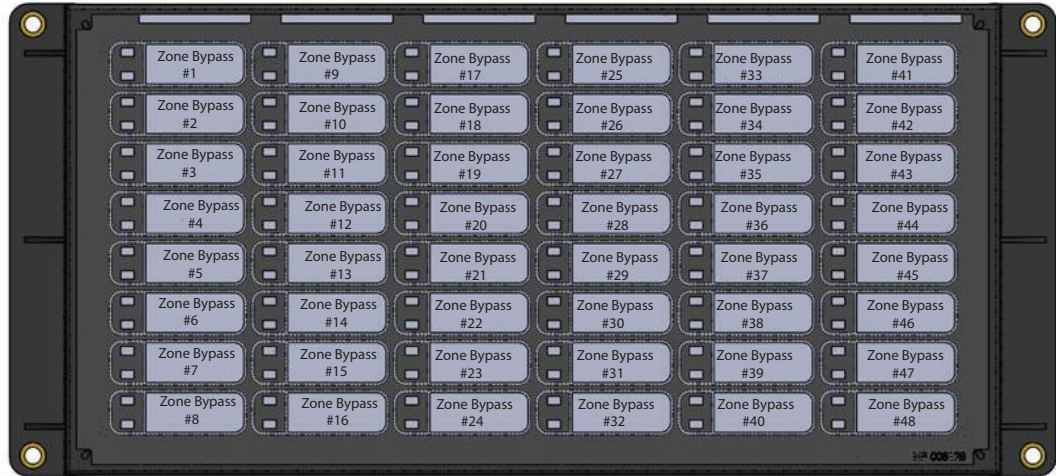 Zone Bypass
#1
Zone Bypass
#9
Zone Bypass
#17
Zone Bypass
#25
Zone Bypass
#33
Zone Bypass
#41
Zone Bypass
#2
Zone Bypass
#10
Zone Bypass
#18
Zone Bypass
#26
Zone Bypass
#34
Zone Bypass
#42
Zone Bypass
#3
Zone Bypass
#11
Zone Bypass
#19
Zone Bypass
#27
Zone Bypass
#35
Zone Bypass
#43
Zone Bypass
#4
Zone Bypass
#12
Zone Bypass
#20
Zone Bypass
#28
Zone Bypass
#36
Zone Bypass
#44
Zone Bypass
#5
Zone Bypass
#13
Zone Bypass
#21
Zone Bypass
#29
Zone Bypass
#37
Zone Bypass
#45
Zone Bypass
#6
Zone Bypass
#14
Zone Bypass
#22
Zone Bypass
#30
Zone Bypass
#38
Zone Bypass
#46
Zone Bypass
#7
Zone Bypass
#15
Zone Bypass
#23
Zone Bypass
#31
Zone Bypass
#39
Zone Bypass
#47
Zone Bypass
#8
Zone Bypass
#16
Zone Bypass
#24
Zone Bypass
#32
Zone Bypass
#40
Zone Bypass
#48